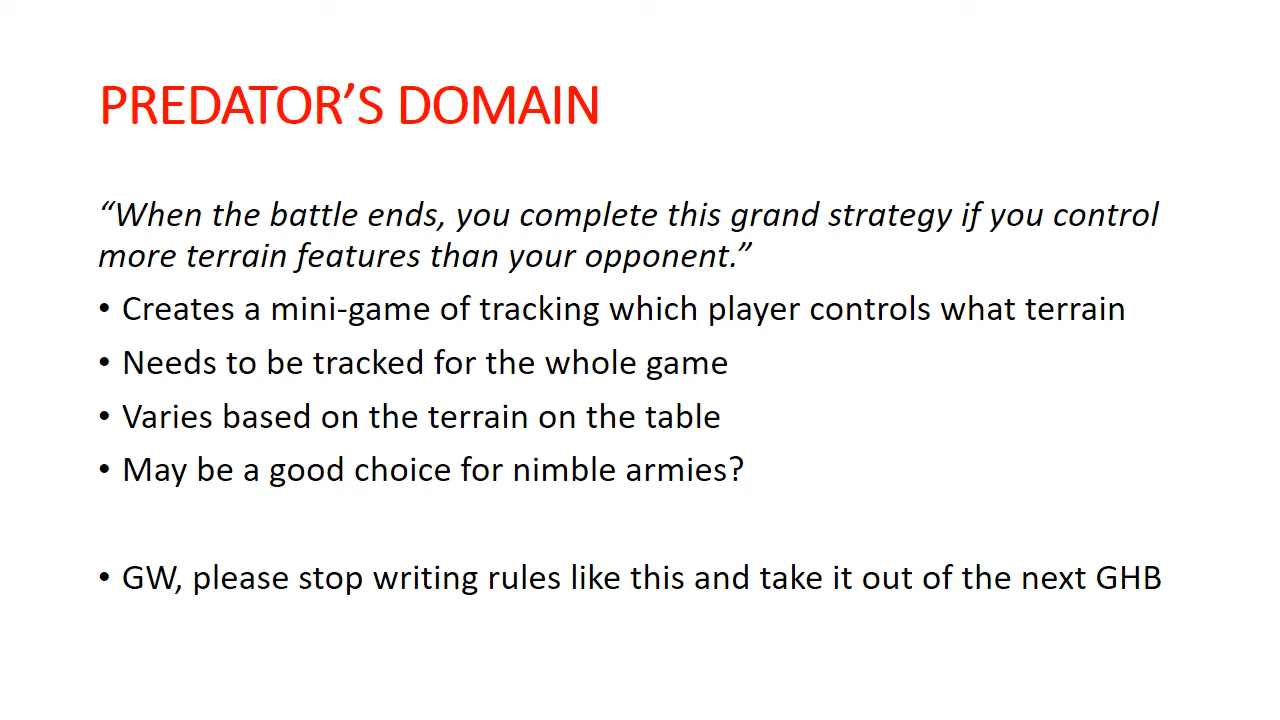 PREDATOR’S DOMAIN
“When the battle ends, you complete this grand strategy if you control
more terrain features than your opponent.”
• Creates a mini-game of tracking which player controls what terrain
• Needs to be tracked for the whole game
• Varies based on the terrain on the table
• May be a good choice for nimble armies?
• GW, please stop writing rules like this and take it out of the next GHB